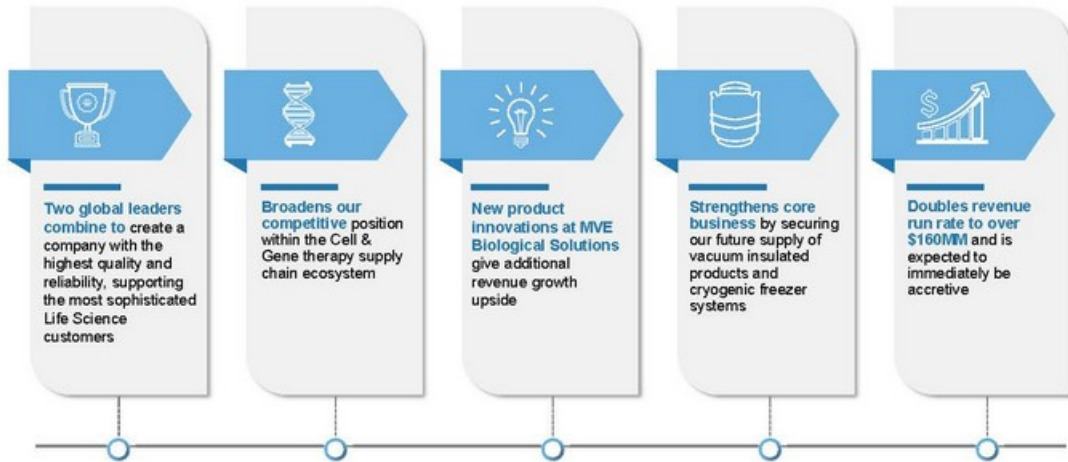 Two global leaders
combine to create a
company with the
highest quality and
reliability, supporting
the most sophisticated
Life Science
customers
Broadens our
competitive position
within the Cell &
Gene therapy supply
chain ecosystem
New product
innovations at MVE
Biological Solutions
give additional
revenue growth
upside
Strengthens core
business by securing
our future supply of
vacuum insulated
products and
cryogenic freezer
systems
$
Doubles revenue
run rate to over
$160MM and is
expected to
immediately be
accretive